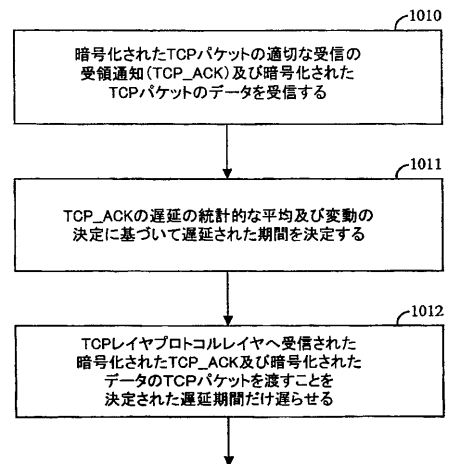 1010
暗号化されたTCPパケットの適切な受信の
受領通知(TCP_ACK)及び暗号化された
TCPパケットのデータを受信する
1011
TCP_ACKの遅延の統計的な平均及び変動の
決定に基づいて遅延された期間を決定する
1012
TCPレイヤプロトコルレイヤへ受信された
暗号化されたTCP_ACK及び暗号化された
データのTCPパケットを渡すことを
決定された遅延期間だけ遅らせる